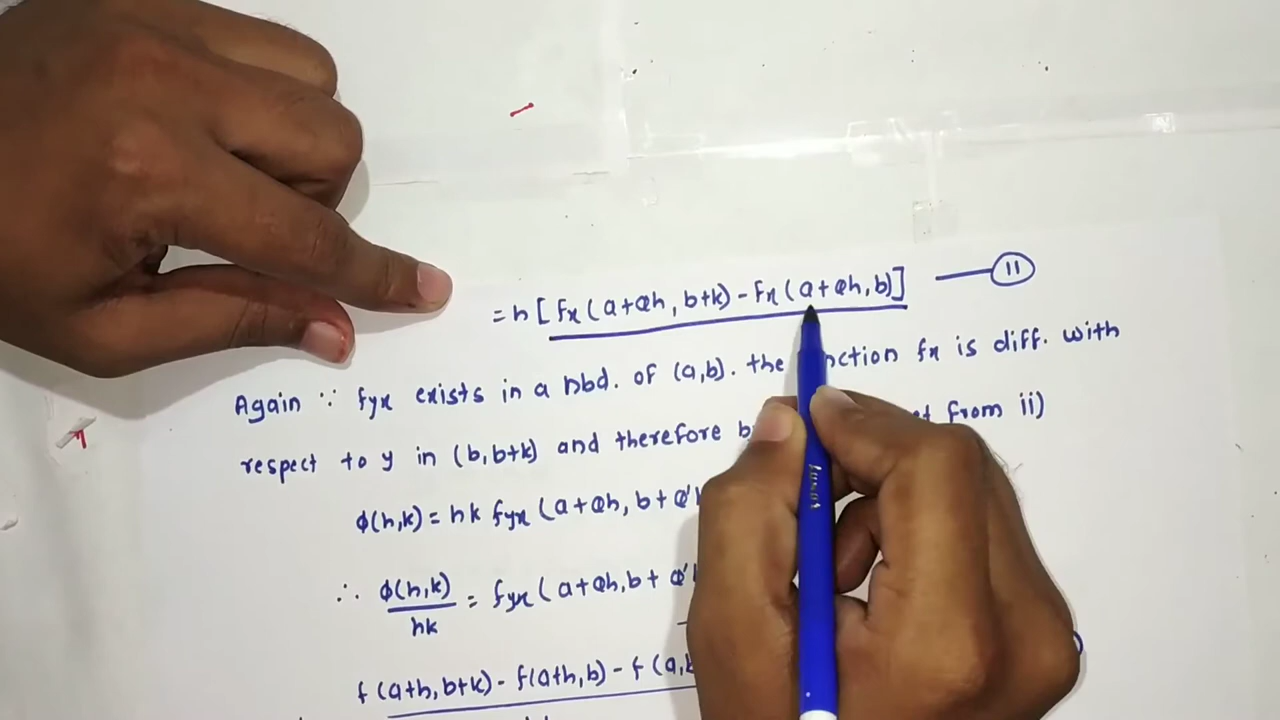 = h [ fx (a+θh, b+k) - fx (a+θh, b) ] — (ii)
Again ∵ fyx exists in a nbd. of (a,b). the function fx is diff. with
respect to y in (b, b+k) and therefore from ii)
ϕ(h,k) = hk fyx (a+θh, b+θ'
∴ ϕ(h,k)/hk = fyx (a+θh, b+θ'
f(a+h, b+k) - f(a+h, b) - f(a,b